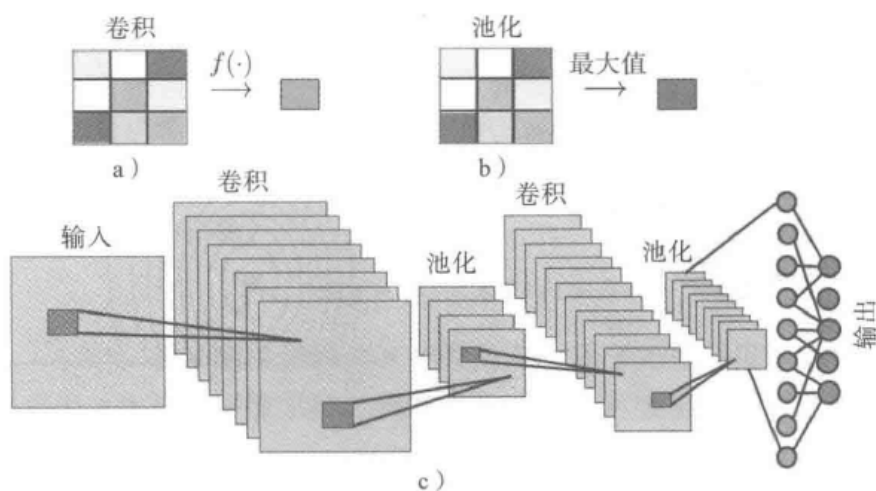 卷积
f(·)
a）
池化
最大值
b）
输入
卷积
池化
卷积
池化
输出
c）